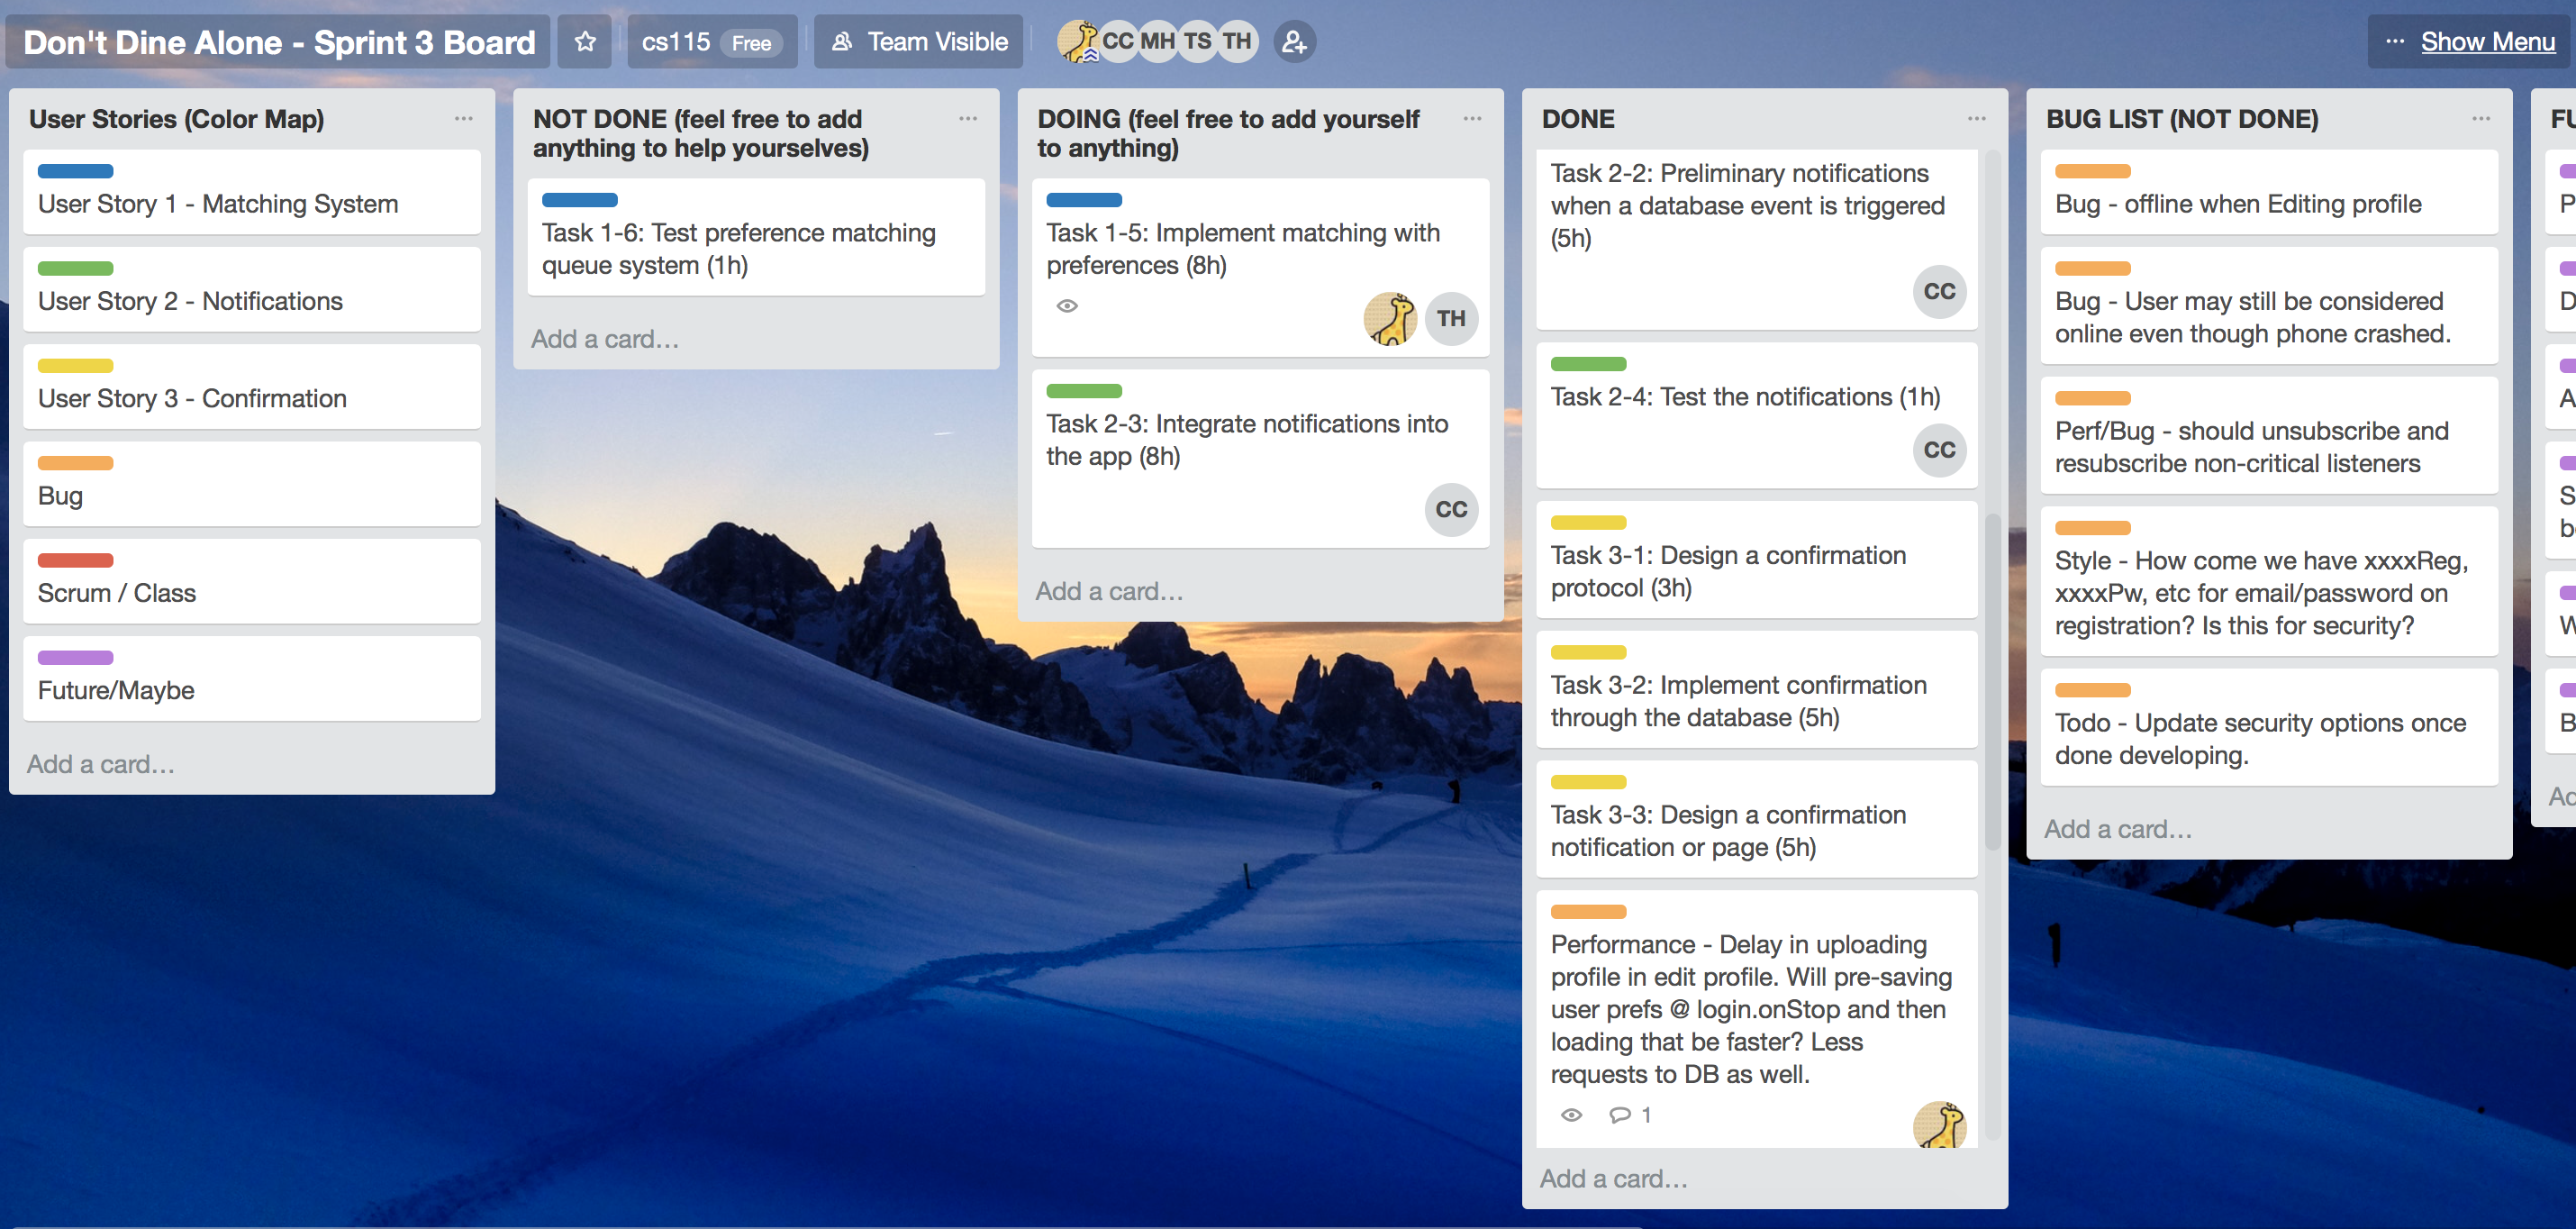 Don't Dine Alone - Sprint 3 Board
cs115 Free
Team Visible
CC MH TS TH
... Show Menu
User Stories (Color Map)
User Story 1 - Matching System
User Story 2 - Notifications
User Story 3 - Confirmation
Bug
Scrum / Class
Future/Maybe
Add a card...
NOT DONE (feel free to add
anything to help yourselves)
Task 1-6: Test preference matching
queue system (1h)
Add a card...
DOING (feel free to add yourself
to anything)
Task 1-5: Implement matching with
preferences (8h)
TH
Task 2-3: Integrate notifications into
the app (8h)
CC
Add a card...
DONE
Task 2-2: Preliminary notifications
when a database event is triggered
(5h)
CC
Task 2-4: Test the notifications (1h)
CC
Task 3-1: Design a confirmation
protocol (3h)
Task 3-2: Implement confirmation
through the database (5h)
Task 3-3: Design a confirmation
notification or page (5h)
Performance - Delay in uploading
profile in edit profile. Will pre-saving
user prefs @ login.onStop and then
loading that be faster? Less
requests to DB as well.
1
Add a card...
BUG LIST (NOT DONE)
Bug - offline when Editing profile
Bug - User may still be considered
online even though phone crashed.
Perf/Bug - should unsubscribe and
resubscribe non-critical listeners
Style - How come we have xxxxReg,
xxxxPw, etc for email/password on
registration? Is this for security?
Todo - Update security options once
done developing.
Add a card...